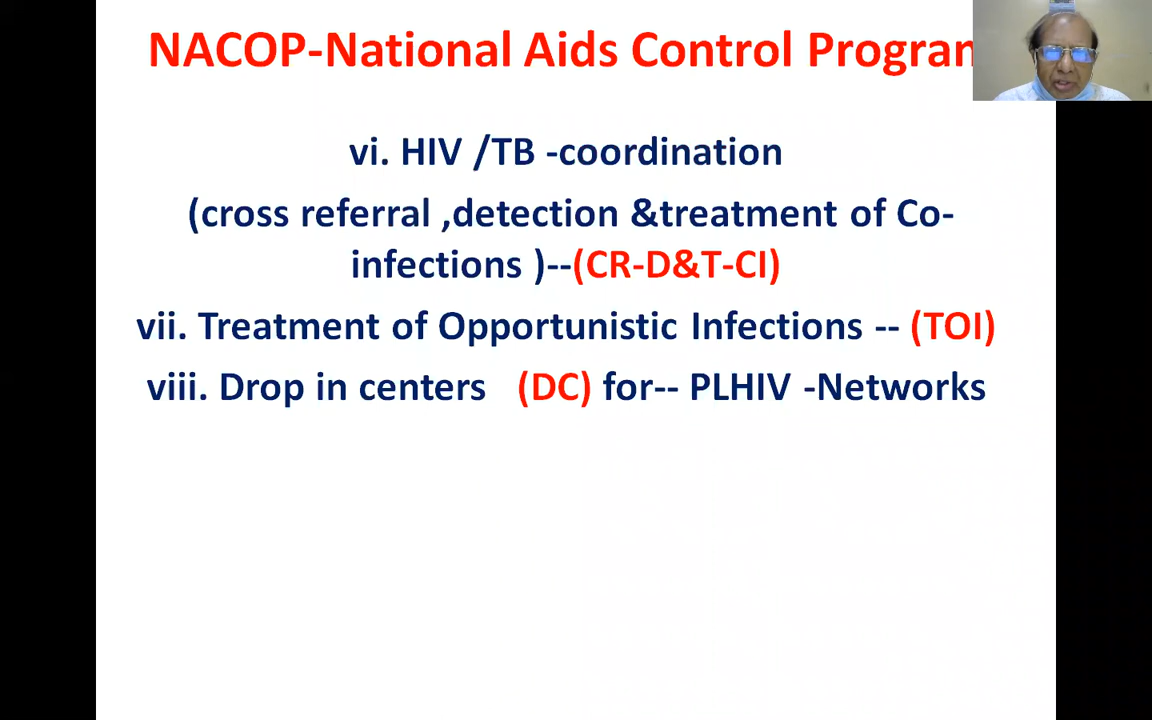 NACOP-National Aids Control
vi. HIV /TB -coordination
(cross referral ,detection &treatment of Co-
infections )--(CR-D&T-CI)
vii. Treatment of Opportunistic Infections -- (TOI)
viii. Drop in centers (DC) for-- PLHIV -Networks